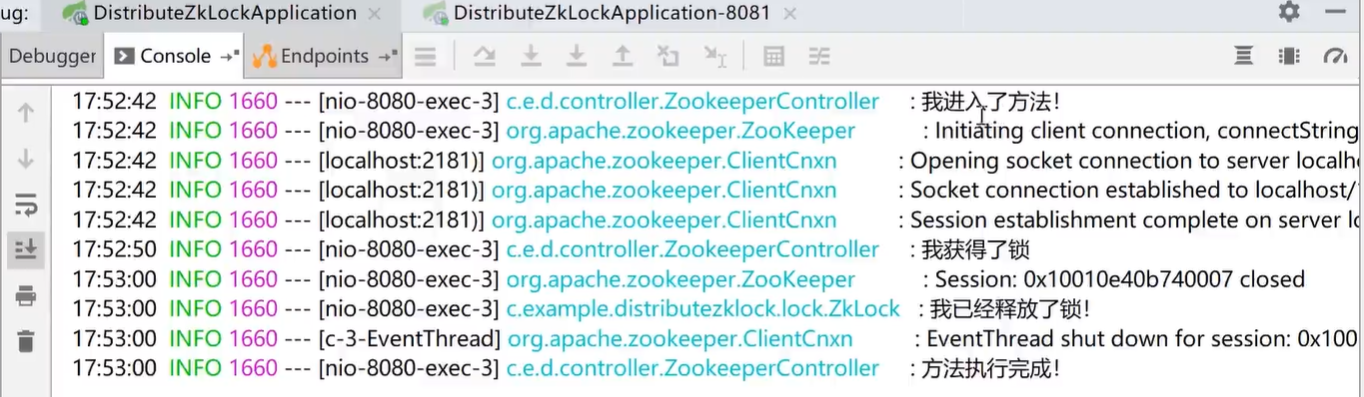 ug: DistributeZkLockApplication DistributeZkLockApplication-8081
Debugger Console Endpoints
17:52:42 INFO 1660 --- [nio-8080-exec-3] c.e.d.controller.ZookeeperController : 我进入了方法!
17:52:42 INFO 1660 --- [nio-8080-exec-3] org.apache.zookeeper.ZooKeeper : Initiating client connection, connectString
17:52:42 INFO 1660 --- [localhost:2181)] org.apache.zookeeper.ClientCnxn : Opening socket connection to server localh
17:52:42 INFO 1660 --- [localhost:2181)] org.apache.zookeeper.ClientCnxn : Socket connection established to localhost/
17:52:42 INFO 1660 --- [localhost:2181)] org.apache.zookeeper.ClientCnxn : Session establishment complete on server lo
17:52:50 INFO 1660 --- [nio-8080-exec-3] c.e.d.controller.ZookeeperController : 我获得了锁
17:53:00 INFO 1660 --- [nio-8080-exec-3] org.apache.zookeeper.ZooKeeper : Session: 0x10010e40b740007 closed
17:53:00 INFO 1660 --- [nio-8080-exec-3] c.example.distributezklock.lock.ZkLock : 我已经释放了锁!
17:53:00 INFO 1660 --- [c-3-EventThread] org.apache.zookeeper.ClientCnxn : EventThread shut down for session: 0x100
17:53:00 INFO 1660 --- [nio-8080-exec-3] c.e.d.controller.ZookeeperController : 方法执行完成!